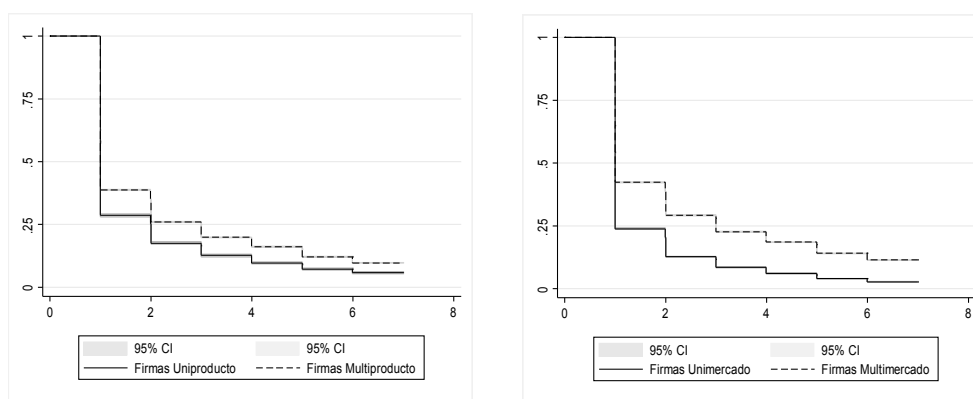 1
.75
.5
.25
0
0 2 4 6 8
95% CI 95% CI
Firmas Uniproducto Firmas Multiproducto
1
.75
.5
.25
0
0 2 4 6 8
95% CI 95% CI
Firmas Unimercado Firmas Multimercado